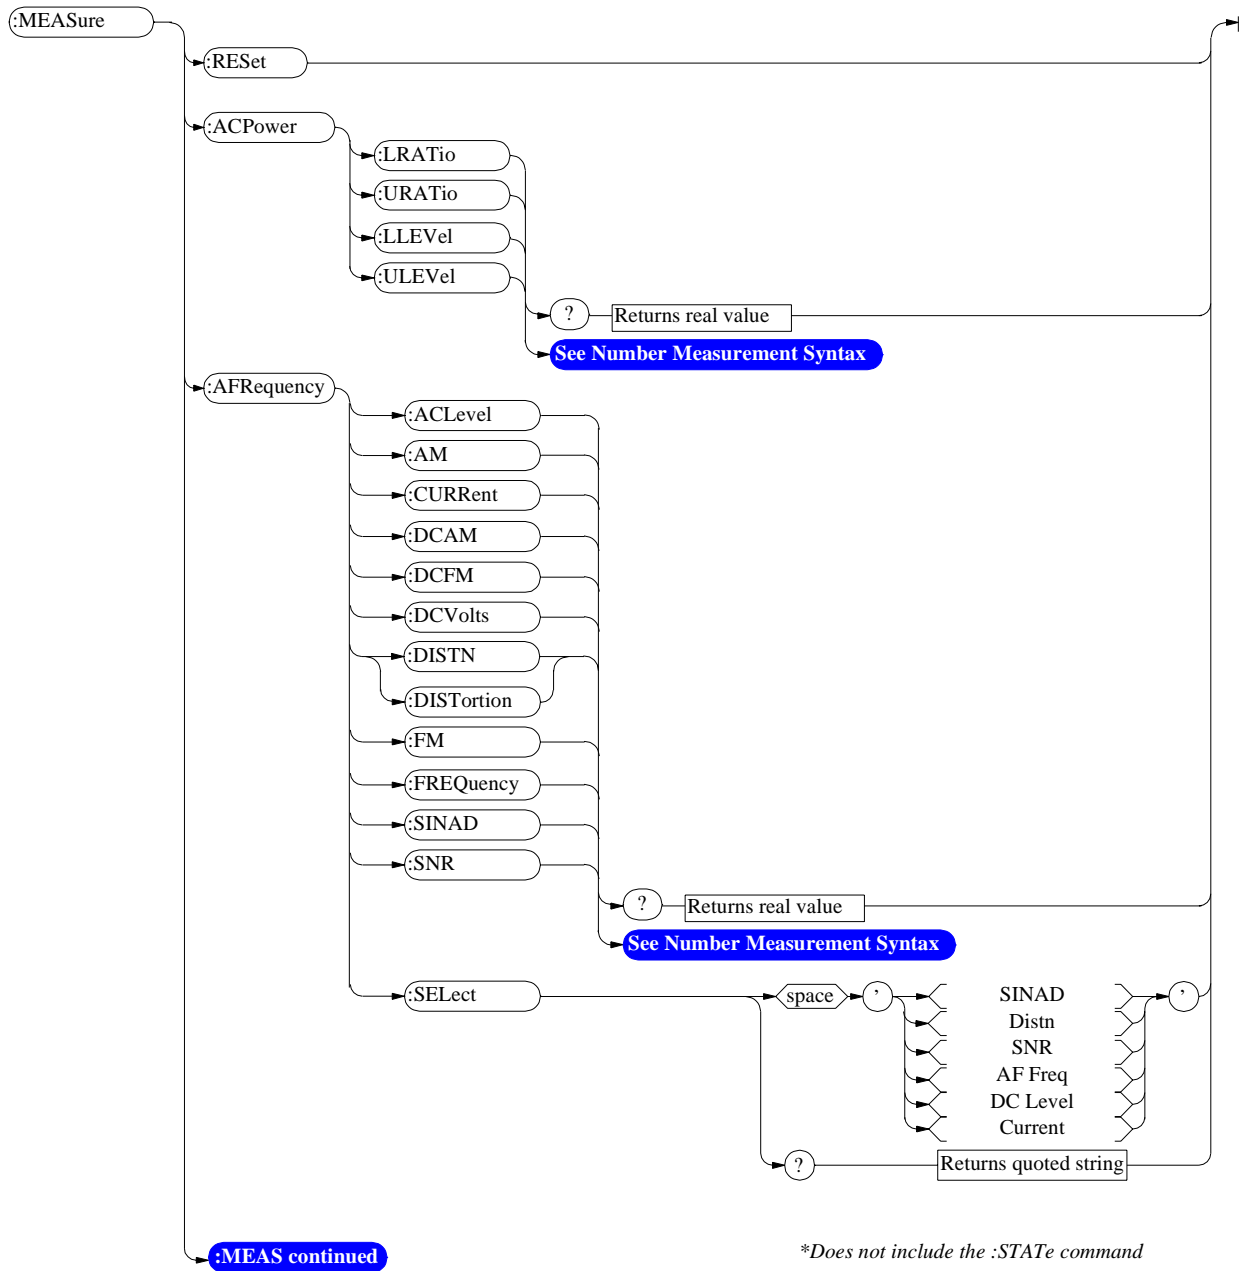 :MEASure
:RESet
:ACPower
:LRATio
:URATio
:LLEVel
:ULEVel
? Returns real value
See Number Measurement Syntax
:AFRequency
:ACLevel
:AM
:CURRent
:DCAM
:DCFM
:DCVolts
:DISTN
:DISTortion
:FM
:FREQuency
:SINAD
:SNR
? Returns real value
See Number Measurement Syntax
:SELect space ’ SINAD ’
Distn
SNR
AF Freq
DC Level
Current
? Returns quoted string
:MEAS continued
*Does not include the :STATe command